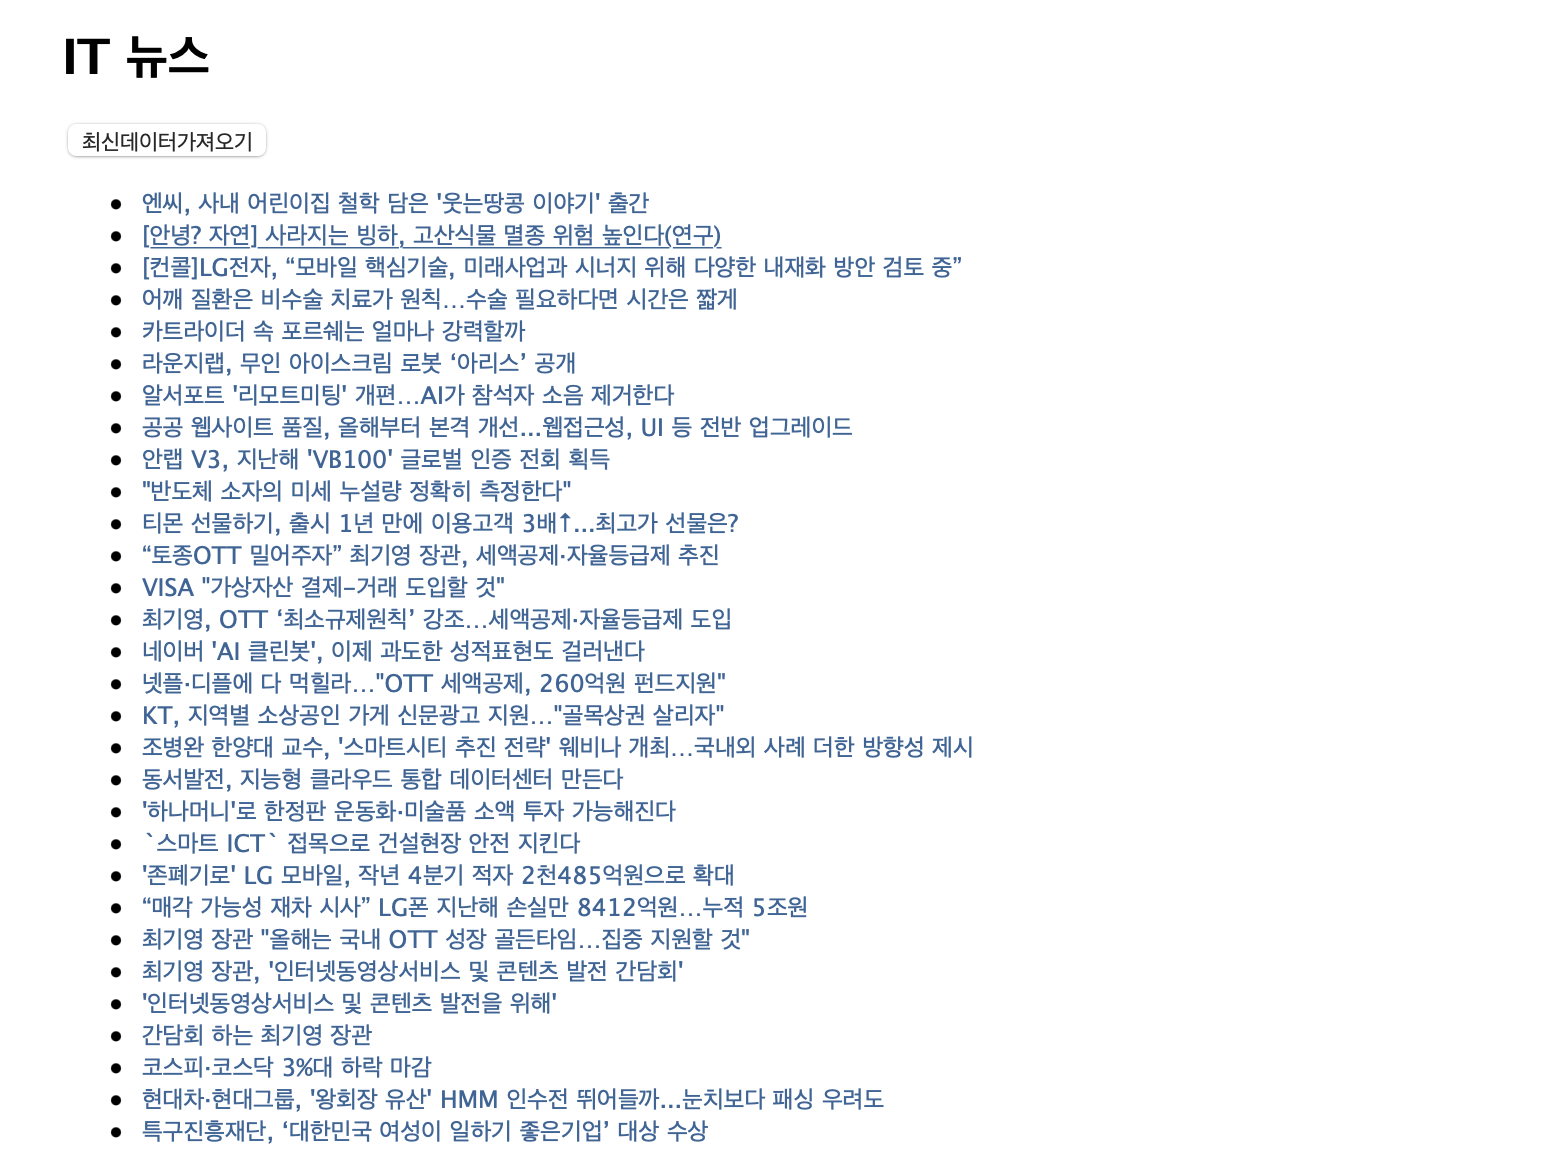 IT 뉴스
최신데이터가져오기
엔씨, 사내 어린이집 철학 담은 '웃는땅콩 이야기' 출간
[안녕? 자연] 사라지는 빙하, 고산식물 멸종 위험 높인다(연구)
[컨콜]LG전자, “모바일 핵심기술, 미래사업과 시너지 위해 다양한 내재화 방안 검토 중”
어깨 질환은 비수술 치료가 원칙…수술 필요하다면 시간은 짧게
카트라이더 속 포르쉐는 얼마나 강력할까
라운지랩, 무인 아이스크림 로봇 ‘아리스’ 공개
알서포트 '리모트미팅' 개편…AI가 참석자 소음 제거한다
공공 웹사이트 품질, 올해부터 본격 개선...웹접근성, UI 등 전반 업그레이드
안랩 V3, 지난해 'VB100' 글로벌 인증 전회 획득
"반도체 소자의 미세 누설량 정확히 측정한다"
티몬 선물하기, 출시 1년 만에 이용고객 3배↑...최고가 선물은?
“토종OTT 밀어주자” 최기영 장관, 세액공제·자율등급제 추진
VISA "가상자산 결제-거래 도입할 것"
최기영, OTT ‘최소규제원칙’ 강조…세액공제·자율등급제 도입
네이버 'AI 클린봇', 이제 과도한 성적표현도 걸러낸다
넷플·디플에 다 먹힐라…"OTT 세액공제, 260억원 펀드지원"
KT, 지역별 소상공인 가게 신문광고 지원…"골목상권 살리자"
조병완 한양대 교수, '스마트시티 추진 전략' 웨비나 개최…국내외 사례 더한 방향성 제시
동서발전, 지능형 클라우드 통합 데이터센터 만든다
'하나머니'로 한정판 운동화·미술품 소액 투자 가능해진다
`스마트 ICT` 접목으로 건설현장 안전 지킨다
'존폐기로' LG 모바일, 작년 4분기 적자 2천485억원으로 확대
“매각 가능성 재차 시사” LG폰 지난해 손실만 8412억원…누적 5조원
최기영 장관 "올해는 국내 OTT 성장 골든타임…집중 지원할 것"
최기영 장관, '인터넷동영상서비스 및 콘텐츠 발전 간담회'
'인터넷동영상서비스 및 콘텐츠 발전을 위해'
간담회 하는 최기영 장관
코스피·코스닥 3%대 하락 마감
현대차·현대그룹, '왕회장 유산' HMM 인수전 뛰어들까...눈치보다 패싱 우려도
특구진흥재단, ‘대한민국 여성이 일하기 좋은기업’ 대상 수상